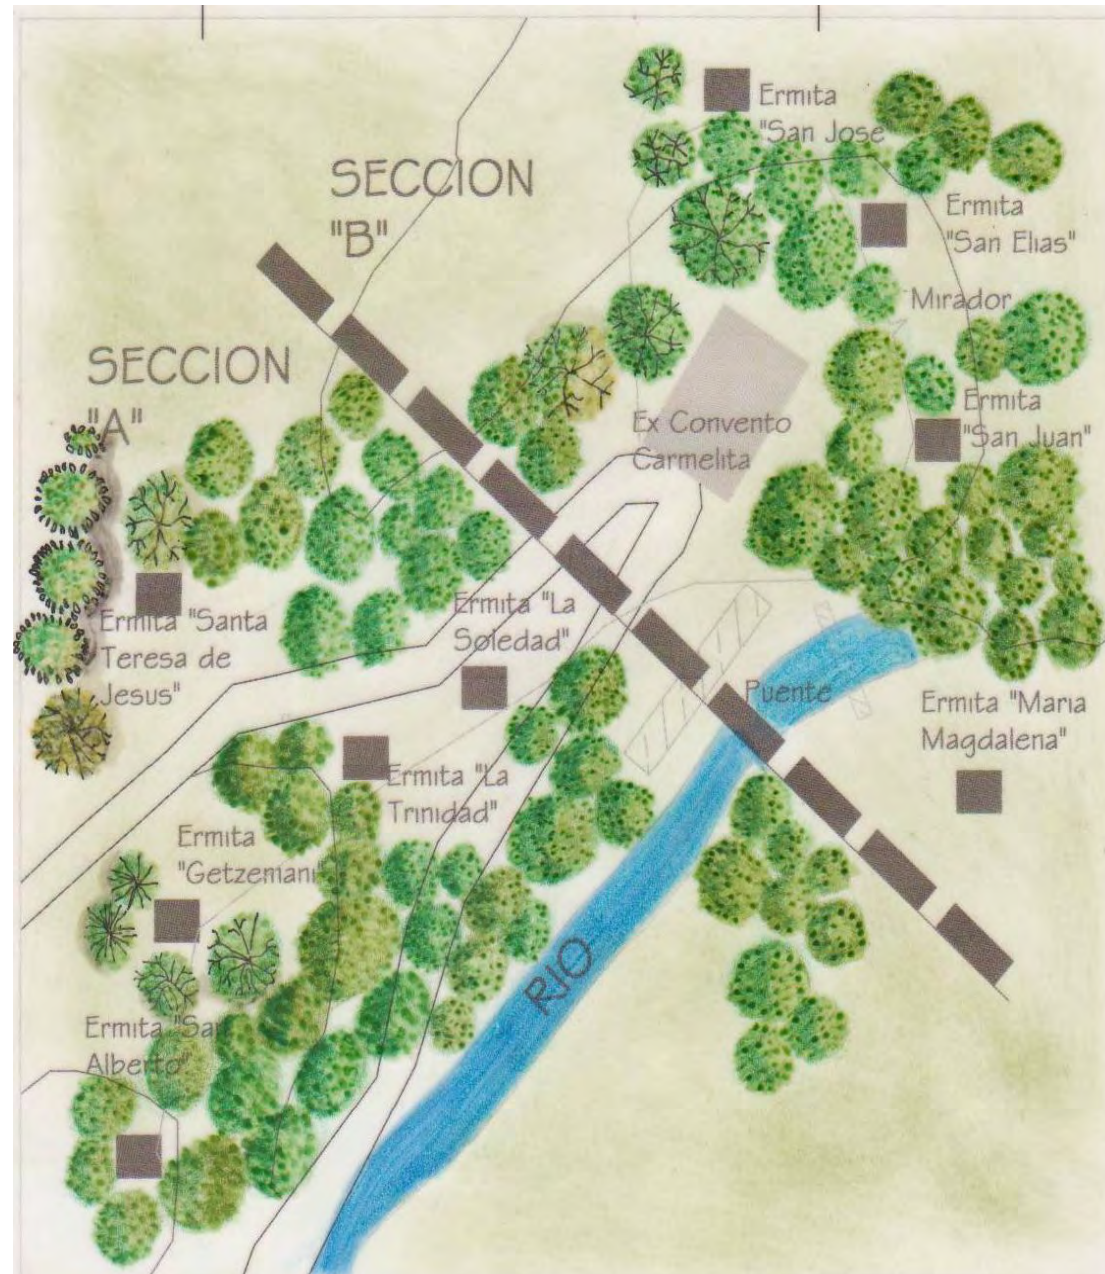 Ermita
"San Jose
SECCION
"B"
Ermita
"San Elias"
Mirador
SECCION
"A"
Ermita
"San Juan"
Ex Convento
Carmelita
Ermita "La
Soledad"
Ermita "Santa
Teresa de
Jesus"
Puente
Ermita "Maria
Magdalena"
Ermita "La
Trinidad"
Ermita
"Getzemani"
RIO
Ermita "San
Alberto"